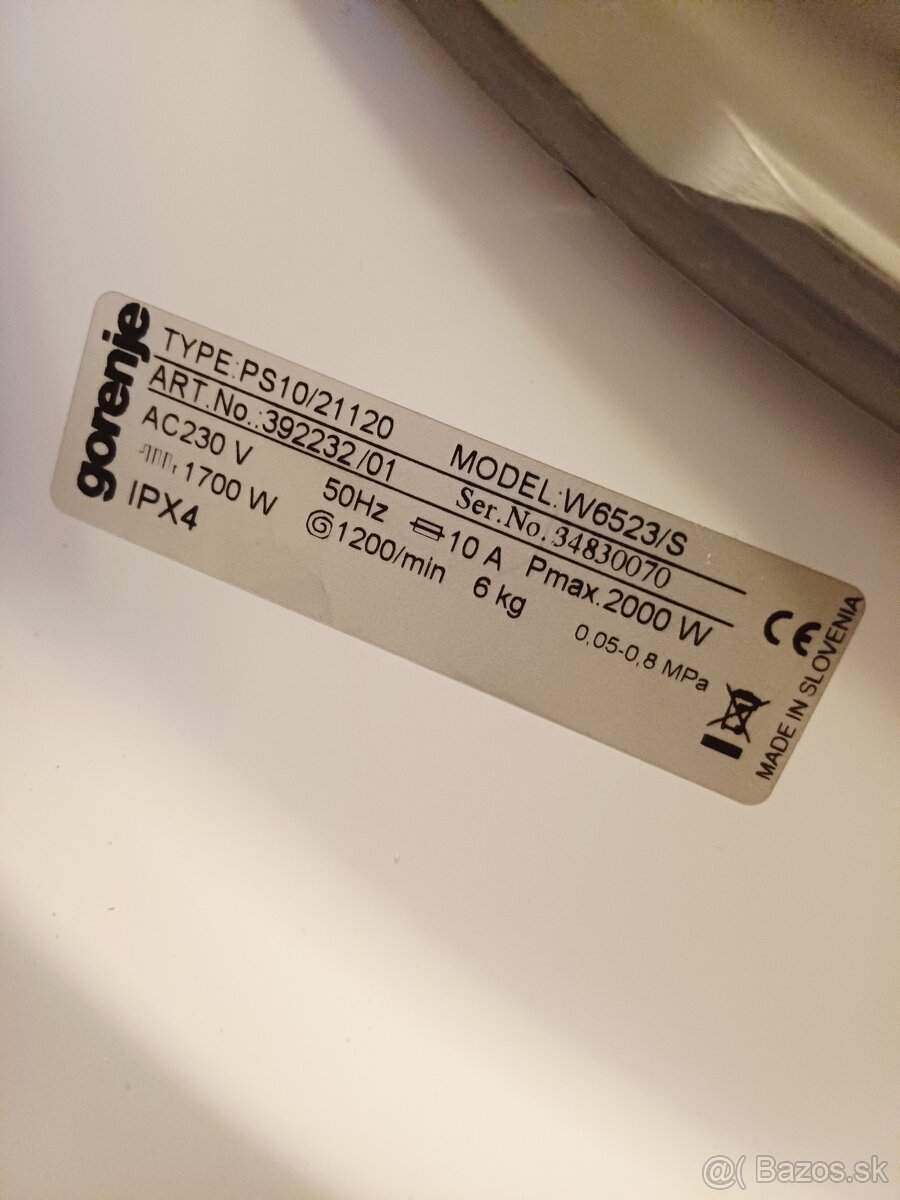 gorenje
TYPE:PS10/21120 MODEL:W6523/S
ART.No.:392232/01 Ser.No. 34830070
AC230 V 50Hz 10 A Pmax.2000 W
1700 W 1200/min 6 kg 0,05-0,8 MPa
IPX4
CE
MADE IN SLOVENIA
@( Bazos.sk